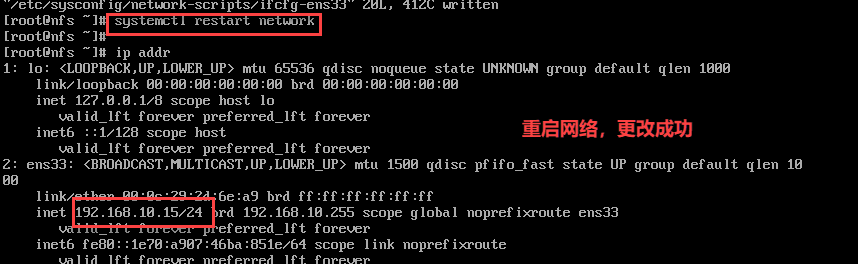 "/etc/sysconfig/network-scripts/ifcfg-ens33" 20L, 412C written
[root@nfs ~]# systemctl restart network
[root@nfs ~]#
[root@nfs ~]# ip addr
1: lo: <LOOPBACK,UP,LOWER_UP> mtu 65536 qdisc noqueue state UNKNOWN group default qlen 1000
link/loopback 00:00:00:00:00:00 brd 00:00:00:00:00:00
inet 127.0.0.1/8 scope host lo
valid_lft forever preferred_lft forever
inet6 ::1/128 scope host
valid_lft forever preferred_lft forever
重启网络，更改成功
2: ens33: <BROADCAST,MULTICAST,UP,LOWER_UP> mtu 1500 qdisc pfifo_fast state UP group default qlen 10
00
link/ether 00:0c:29:2d:6e:a9 brd ff:ff:ff:ff:ff:ff
inet 192.168.10.15/24 brd 192.168.10.255 scope global noprefixroute ens33
valid_lft forever preferred_lft forever
inet6 fe80::1e70:a907:46ba:851e/64 scope link noprefixroute
valid_lft forever preferred_lft forever